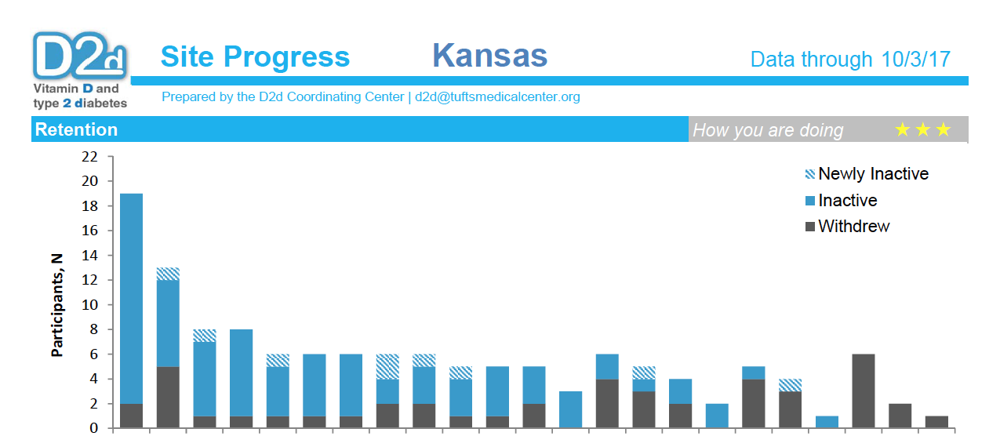 D2d
Vitamin D and
type 2 diabetes
Site Progress Kansas Data through 10/3/17
Prepared by the D2d Coordinating Center | d2d@tuftsmedicalcenter.org
Retention How you are doing ★★★
Newly Inactive
Inactive
Withdrew
Participants, N
22
20
18
16
14
12
10
8
6
4
2
0